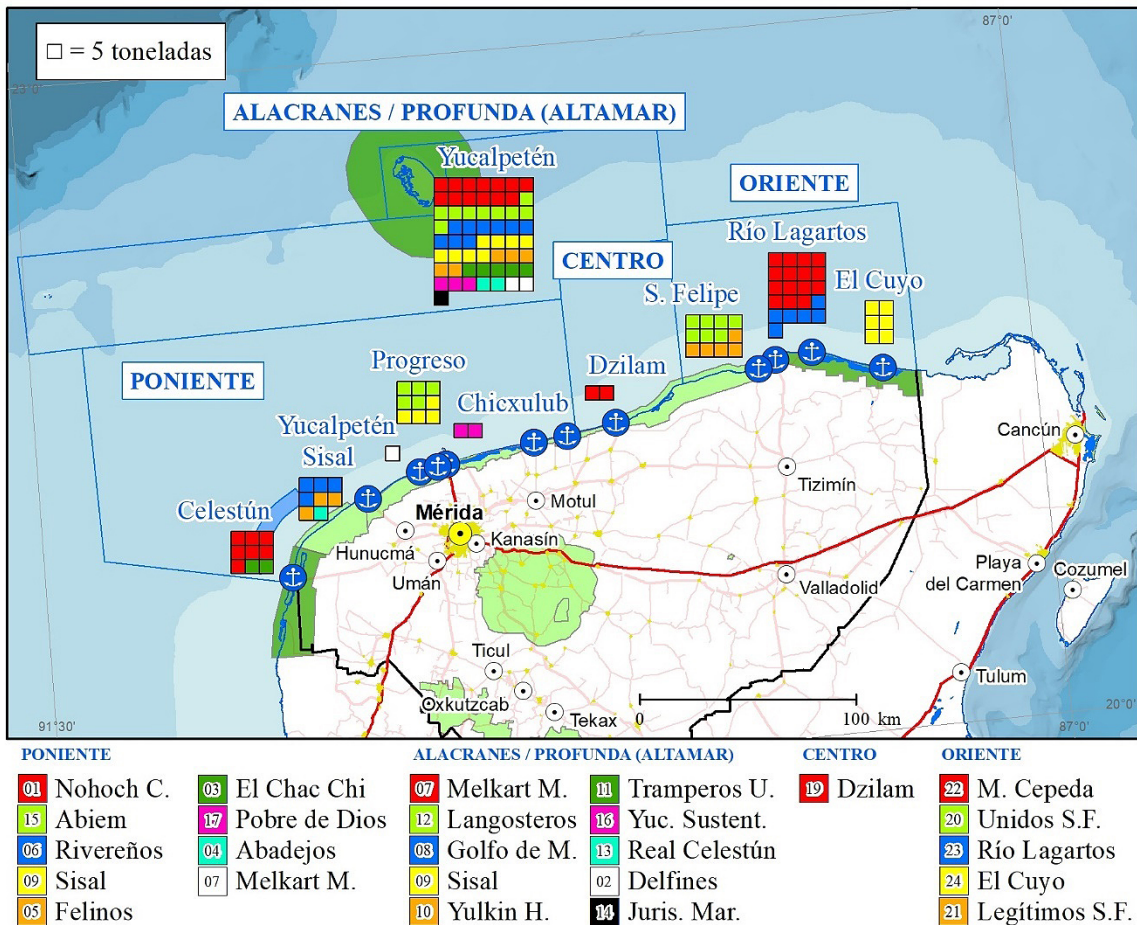 □ = 5 toneladas
87°0'
23°0'
ALACRANES / PROFUNDA (ALTAMAR)
Yucalpetén
ORIENTE
Río Lagartos
CENTRO
El Cuyo
S. Felipe
Progreso
Dzilam
PONIENTE
Chicxulub
Yucalpetén
Sisal
Cancún
Celestún
Tizimín
Motul
Mérida
Kanasín
Hunucmá
Umán
Valladolid
Playa
del Carmen
Cozumel
Ticul
Tulum
Oxkutzcab
Tekax
0
100 km
91°30'
87°0'
20°0'
PONIENTE
01 Nohoch C.
15 Abiem
06 Rivereños
09 Sisal
05 Felinos
03 El Chac Chi
17 Pobre de Dios
04 Abadejos
07 Melkart M.
ALACRANES / PROFUNDA (ALTAMAR)
07 Melkart M.
12 Langosteros
08 Golfo de M.
09 Sisal
10 Yulkin H.
11 Tramperos U.
16 Yuc. Sustent.
13 Real Celestún
02 Delfines
14 Juris. Mar.
CENTRO
19 Dzilam
ORIENTE
22 M. Cepeda
20 Unidos S.F.
23 Río Lagartos
24 El Cuyo
21 Legítimos S.F.